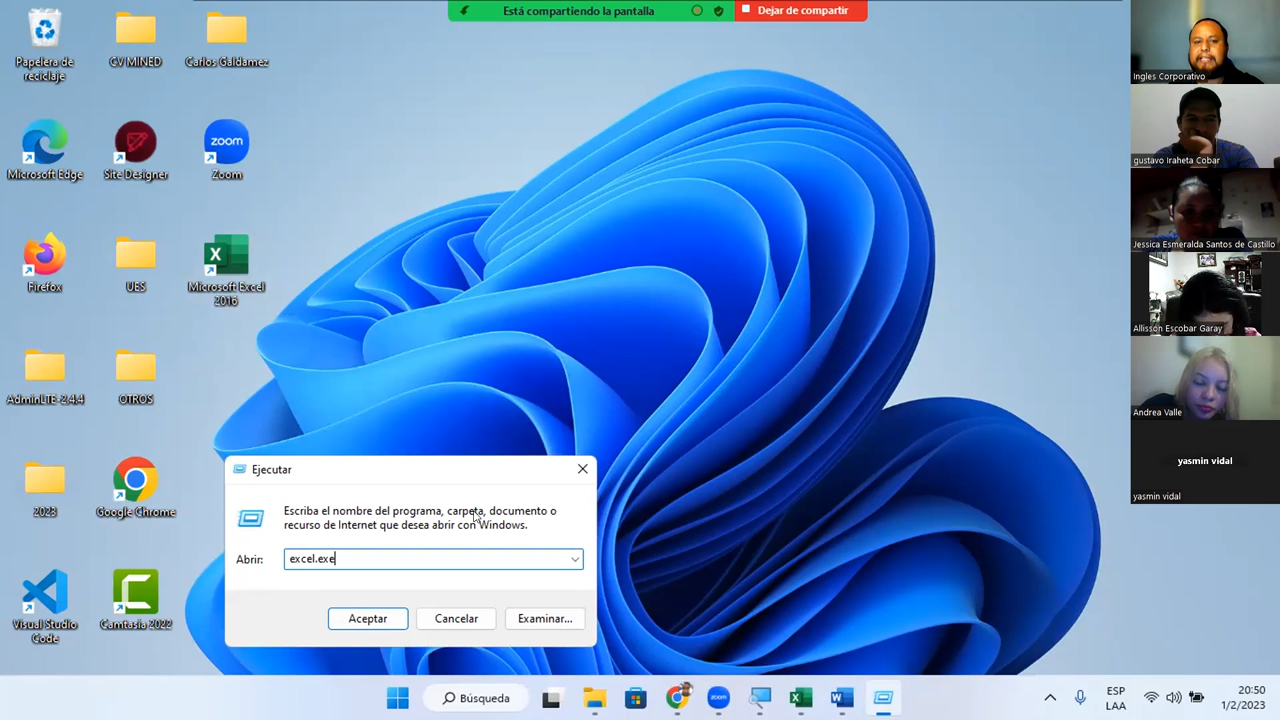 Está compartiendo la pantalla
Dejar de compartir
Papelera de
reciclaje
CV MINED
Carlos Galdamez
Microsoft Edge
Site Designer
zoom
Zoom
Firefox
UES
Microsoft Excel
2016
AdminLTE-2.4.4
OTROS
2023
Google Chrome
Visual Studio
Code
Camtasia 2022
Ejecutar
Escriba el nombre del programa, carpeta, documento o
recurso de Internet que desea abrir con Windows.
Abrir:
excel.exe
Aceptar
Cancelar
Examinar...
Ingles Corporativo
gustavo Iraheta Cobar
Jessica Esmeralda Santos de Castillo
Allisson Escobar Garay
Andrea Valle
yasmin vidal
yasmin vidal
Búsqueda
zoom
ESP
LAA
20:50
1/2/2023